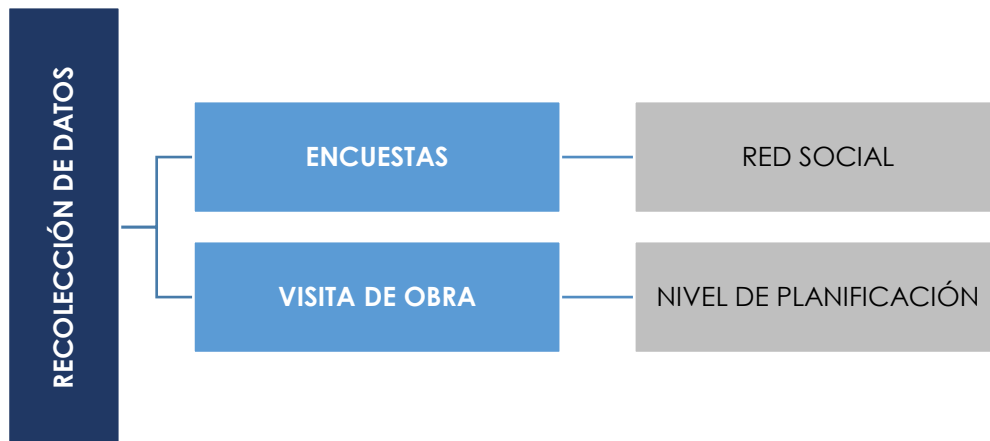 RECOLECCIÓN DE DATOS
ENCUESTAS
RED SOCIAL
VISITA DE OBRA
NIVEL DE PLANIFICACIÓN